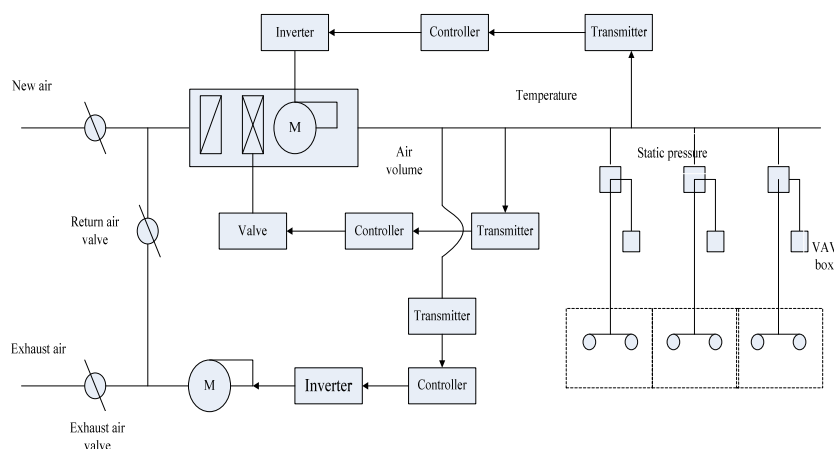 Inverter
Controller
Transmitter
New air
Temperature
M
Air
volume
Static pressure
Return air
valve
Valve
Controller
Transmitter
VAV
box
Transmitter
Exhaust air
M
Inverter
Controller
Exhaust air
valve